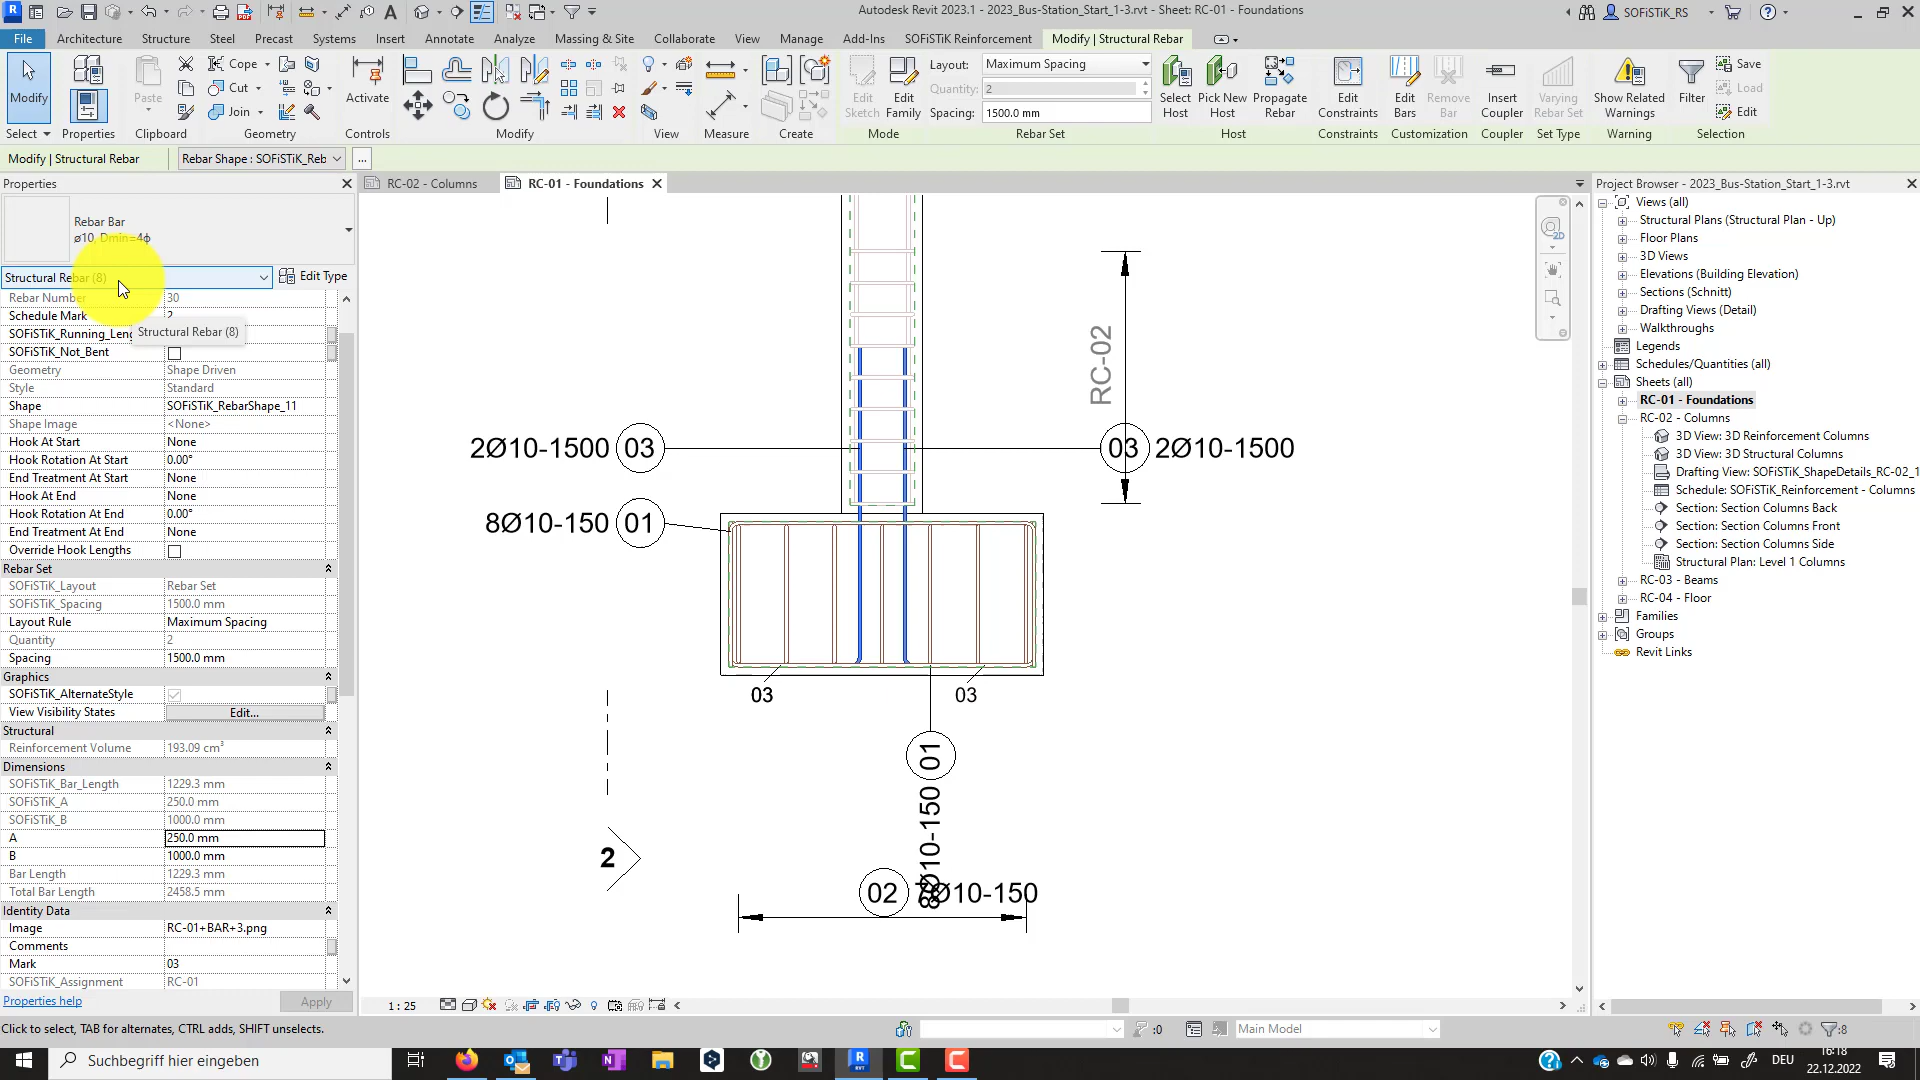 Autodesk Revit 2023.1 - 2023_Bus-Station_Start_1-3.rvt - Sheet: RC-01 - Foundations
SOFiSTiK_RS
File Architecture Structure Steel Precast Systems Insert Annotate Analyze Massing & Site Collaborate View Manage Add-Ins SOFiSTiK Reinforcement Modify | Structural Rebar
Modify
Select
Properties
Paste
Clipboard
Cope
Cut
Join
Geometry
Activate
Controls
Modify
View
Measure
Create
Edit Sketch
Edit Family
Mode
Layout: Maximum Spacing
Quantity: 2
Spacing: 1500.0 mm
Rebar Set
Select Host
Pick New Host
Propagate Rebar
Host
Edit Constraints
Constraints
Edit Bars
Remove Bar
Customization
Insert Coupler
Coupler
Varying Rebar Set
Set Type
Show Related Warnings
Warning
Filter
Save
Load
Edit
Selection
Modify | Structural Rebar
Rebar Shape : SOFiSTiK_Reb
...
Properties
Rebar Bar
ø10, Dmin=4ϕ
Structural Rebar (8)
Edit Type
Rebar Number 30
Schedule Mark 2
SOFiSTiK_Running_Leng
Structural Rebar (8)
SOFiSTiK_Not_Bent
Geometry Shape Driven
Style Standard
Shape SOFiSTiK_RebarShape_11
Shape Image <None>
Hook At Start None
Hook Rotation At Start 0.00°
End Treatment At Start None
Hook At End None
Hook Rotation At End 0.00°
End Treatment At End None
Override Hook Lengths
Rebar Set
SOFiSTiK_Layout Rebar Set
SOFiSTiK_Spacing 1500.0 mm
Layout Rule Maximum Spacing
Quantity 2
Spacing 1500.0 mm
Graphics
SOFiSTiK_AlternateStyle
View Visibility States Edit...
Structural
Reinforcement Volume 193.09 cm³
Dimensions
SOFiSTiK_Bar_Length 1229.3 mm
SOFiSTiK_A 250.0 mm
SOFiSTiK_B 1000.0 mm
A 250.0 mm
B 1000.0 mm
Bar Length 1229.3 mm
Total Bar Length 2458.5 mm
Identity Data
Image RC-01+BAR+3.png
Comments
Mark 03
SOFiSTiK_Assignment RC-01
Properties help
Apply
RC-02 - Columns
RC-01 - Foundations
RC-02
2Ø10-1500 03
03 2Ø10-1500
8Ø10-150 01
03
03
8Ø10-150 01
2
02 7Ø10-150
1 : 25
2D
Project Browser - 2023_Bus-Station_Start_1-3.rvt
Views (all)
Structural Plans (Structural Plan - Up)
Floor Plans
3D Views
Elevations (Building Elevation)
Sections (Schnitt)
Drafting Views (Detail)
Walkthroughs
Legends
Schedules/Quantities (all)
Sheets (all)
RC-01 - Foundations
RC-02 - Columns
3D View: 3D Reinforcement Columns
3D View: 3D Structural Columns
Drafting View: SOFiSTiK_ShapeDetails_RC-02_1
Schedule: SOFiSTiK_Reinforcement - Columns
Section: Section Columns Back
Section: Section Columns Front
Section: Section Columns Side
Structural Plan: Level 1 Columns
RC-03 - Beams
RC-04 - Floor
Families
Groups
Revit Links
Click to select, TAB for alternates, CTRL adds, SHIFT unselects.
:0
Main Model
:8
Suchbegriff hier eingeben
DEU
16:18
22.12.2022